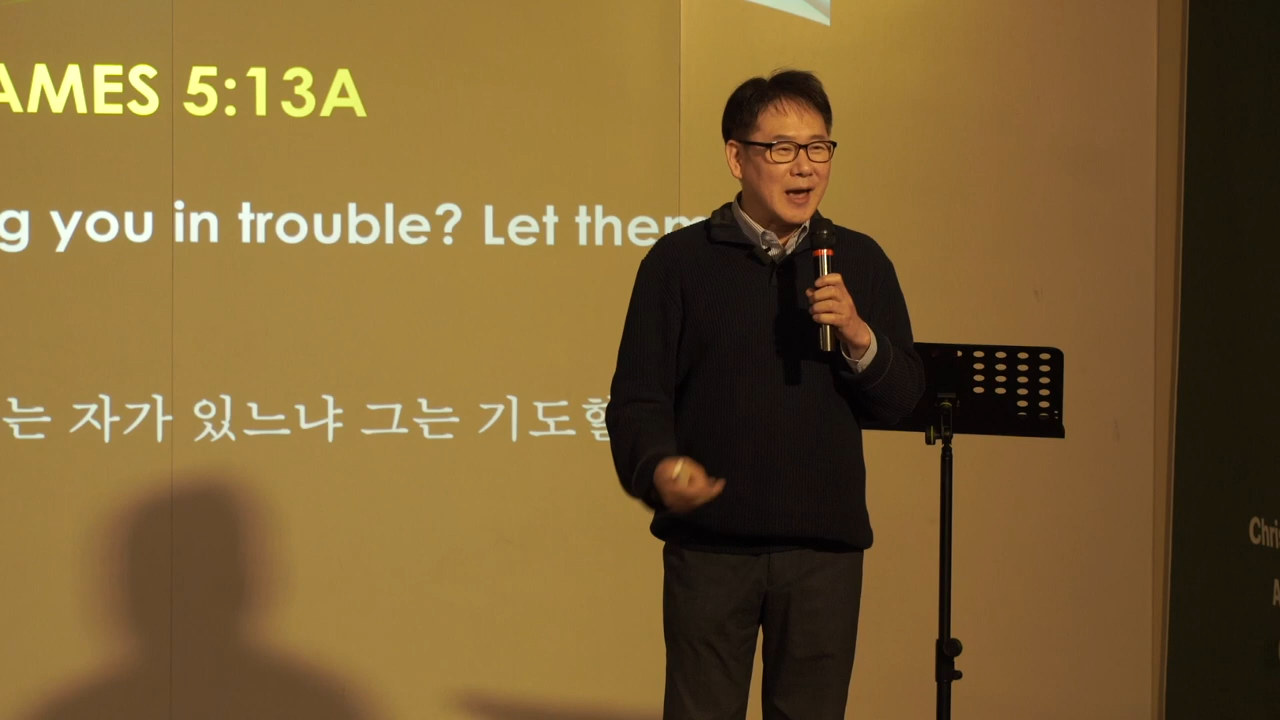 AMES 5:13A
g you in trouble? Let them
는 자가 있느냐 그는 기도할
Chri